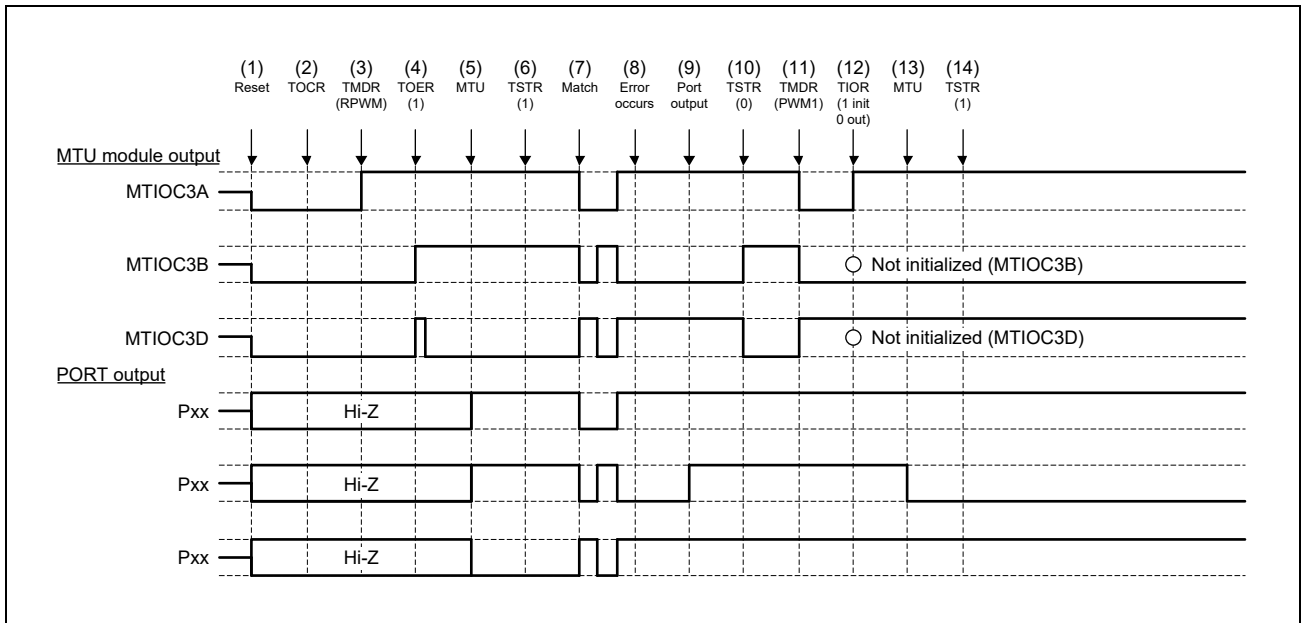 (1) (2) (3) (4) (5) (6) (7) (8) (9) (10) (11) (12) (13) (14)
Reset TOCR TMDR TOER MTU TSTR Match Error Port TSTR TMDR TIOR MTU TSTR
(RPWM) (1) (1) occurs output (0) (PWM1) (1 init (1)
0 out)
MTU module output
MTIOC3A
MTIOC3B Not initialized (MTIOC3B)
MTIOC3D Not initialized (MTIOC3D)
PORT output
Pxx Hi-Z
Pxx Hi-Z
Pxx Hi-Z